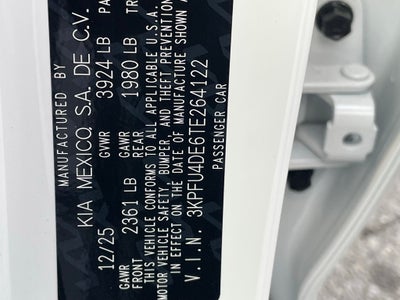 MANUFACTURED BY
KIA MEXICO, S.A. DE C.V.
12/25 GVWR 3924 LB PA
GAWR FRONT 2361 LB GAWR REAR 1980 LB TR
THIS VEHICLE CONFORMS TO ALL APPLICABLE U.S.A.
MOTOR VEHICLE SAFETY, BUMPER, AND THEFT PREVENTION
IN EFFECT ON THE DATE OF MANUFACTURE SHOWN A
V.I.N. 3KPFU4DE6TE264122
PASSENGER CAR